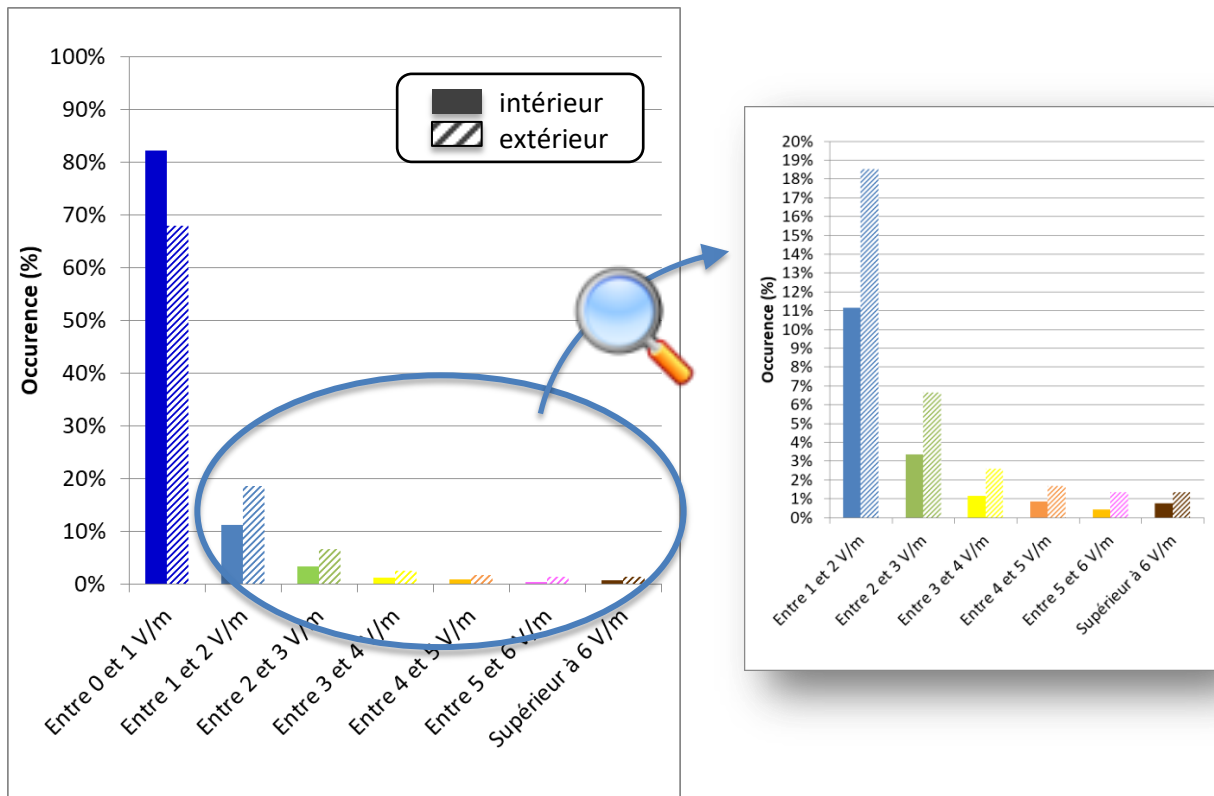 100%
90%
80%
70%
60%
50%
40%
30%
20%
10%
0%
Occurence (%)
intérieur
extérieur
Entre 0 et 1 V/m
Entre 1 et 2 V/m
Entre 2 et 3 V/m
Entre 3 et 4 V/m
Entre 4 et 5 V/m
Entre 5 et 6 V/m
Supérieur à 6 V/m
20%
19%
18%
17%
16%
15%
14%
13%
12%
11%
10%
9%
8%
7%
6%
5%
4%
3%
2%
1%
0%
Occurence (%)
Entre 1 et 2 V/m
Entre 2 et 3 V/m
Entre 3 et 4 V/m
Entre 4 et 5 V/m
Entre 5 et 6 V/m
Supérieur à 6 V/m